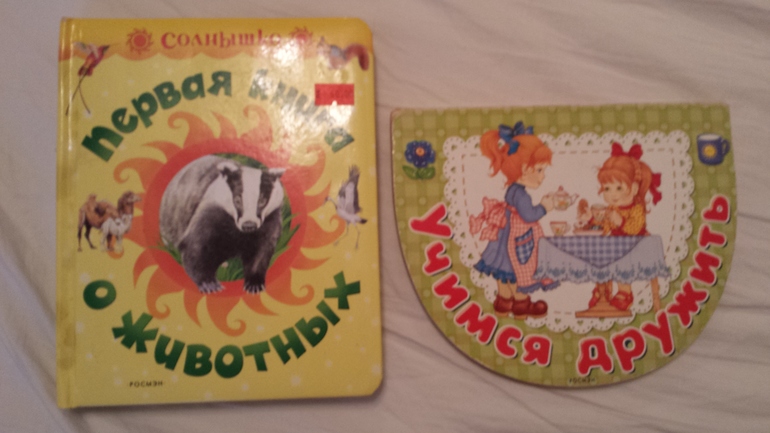 Солнышко
первая книга
о животных
РОСМЭН
учимся дружить
РОСМЭН